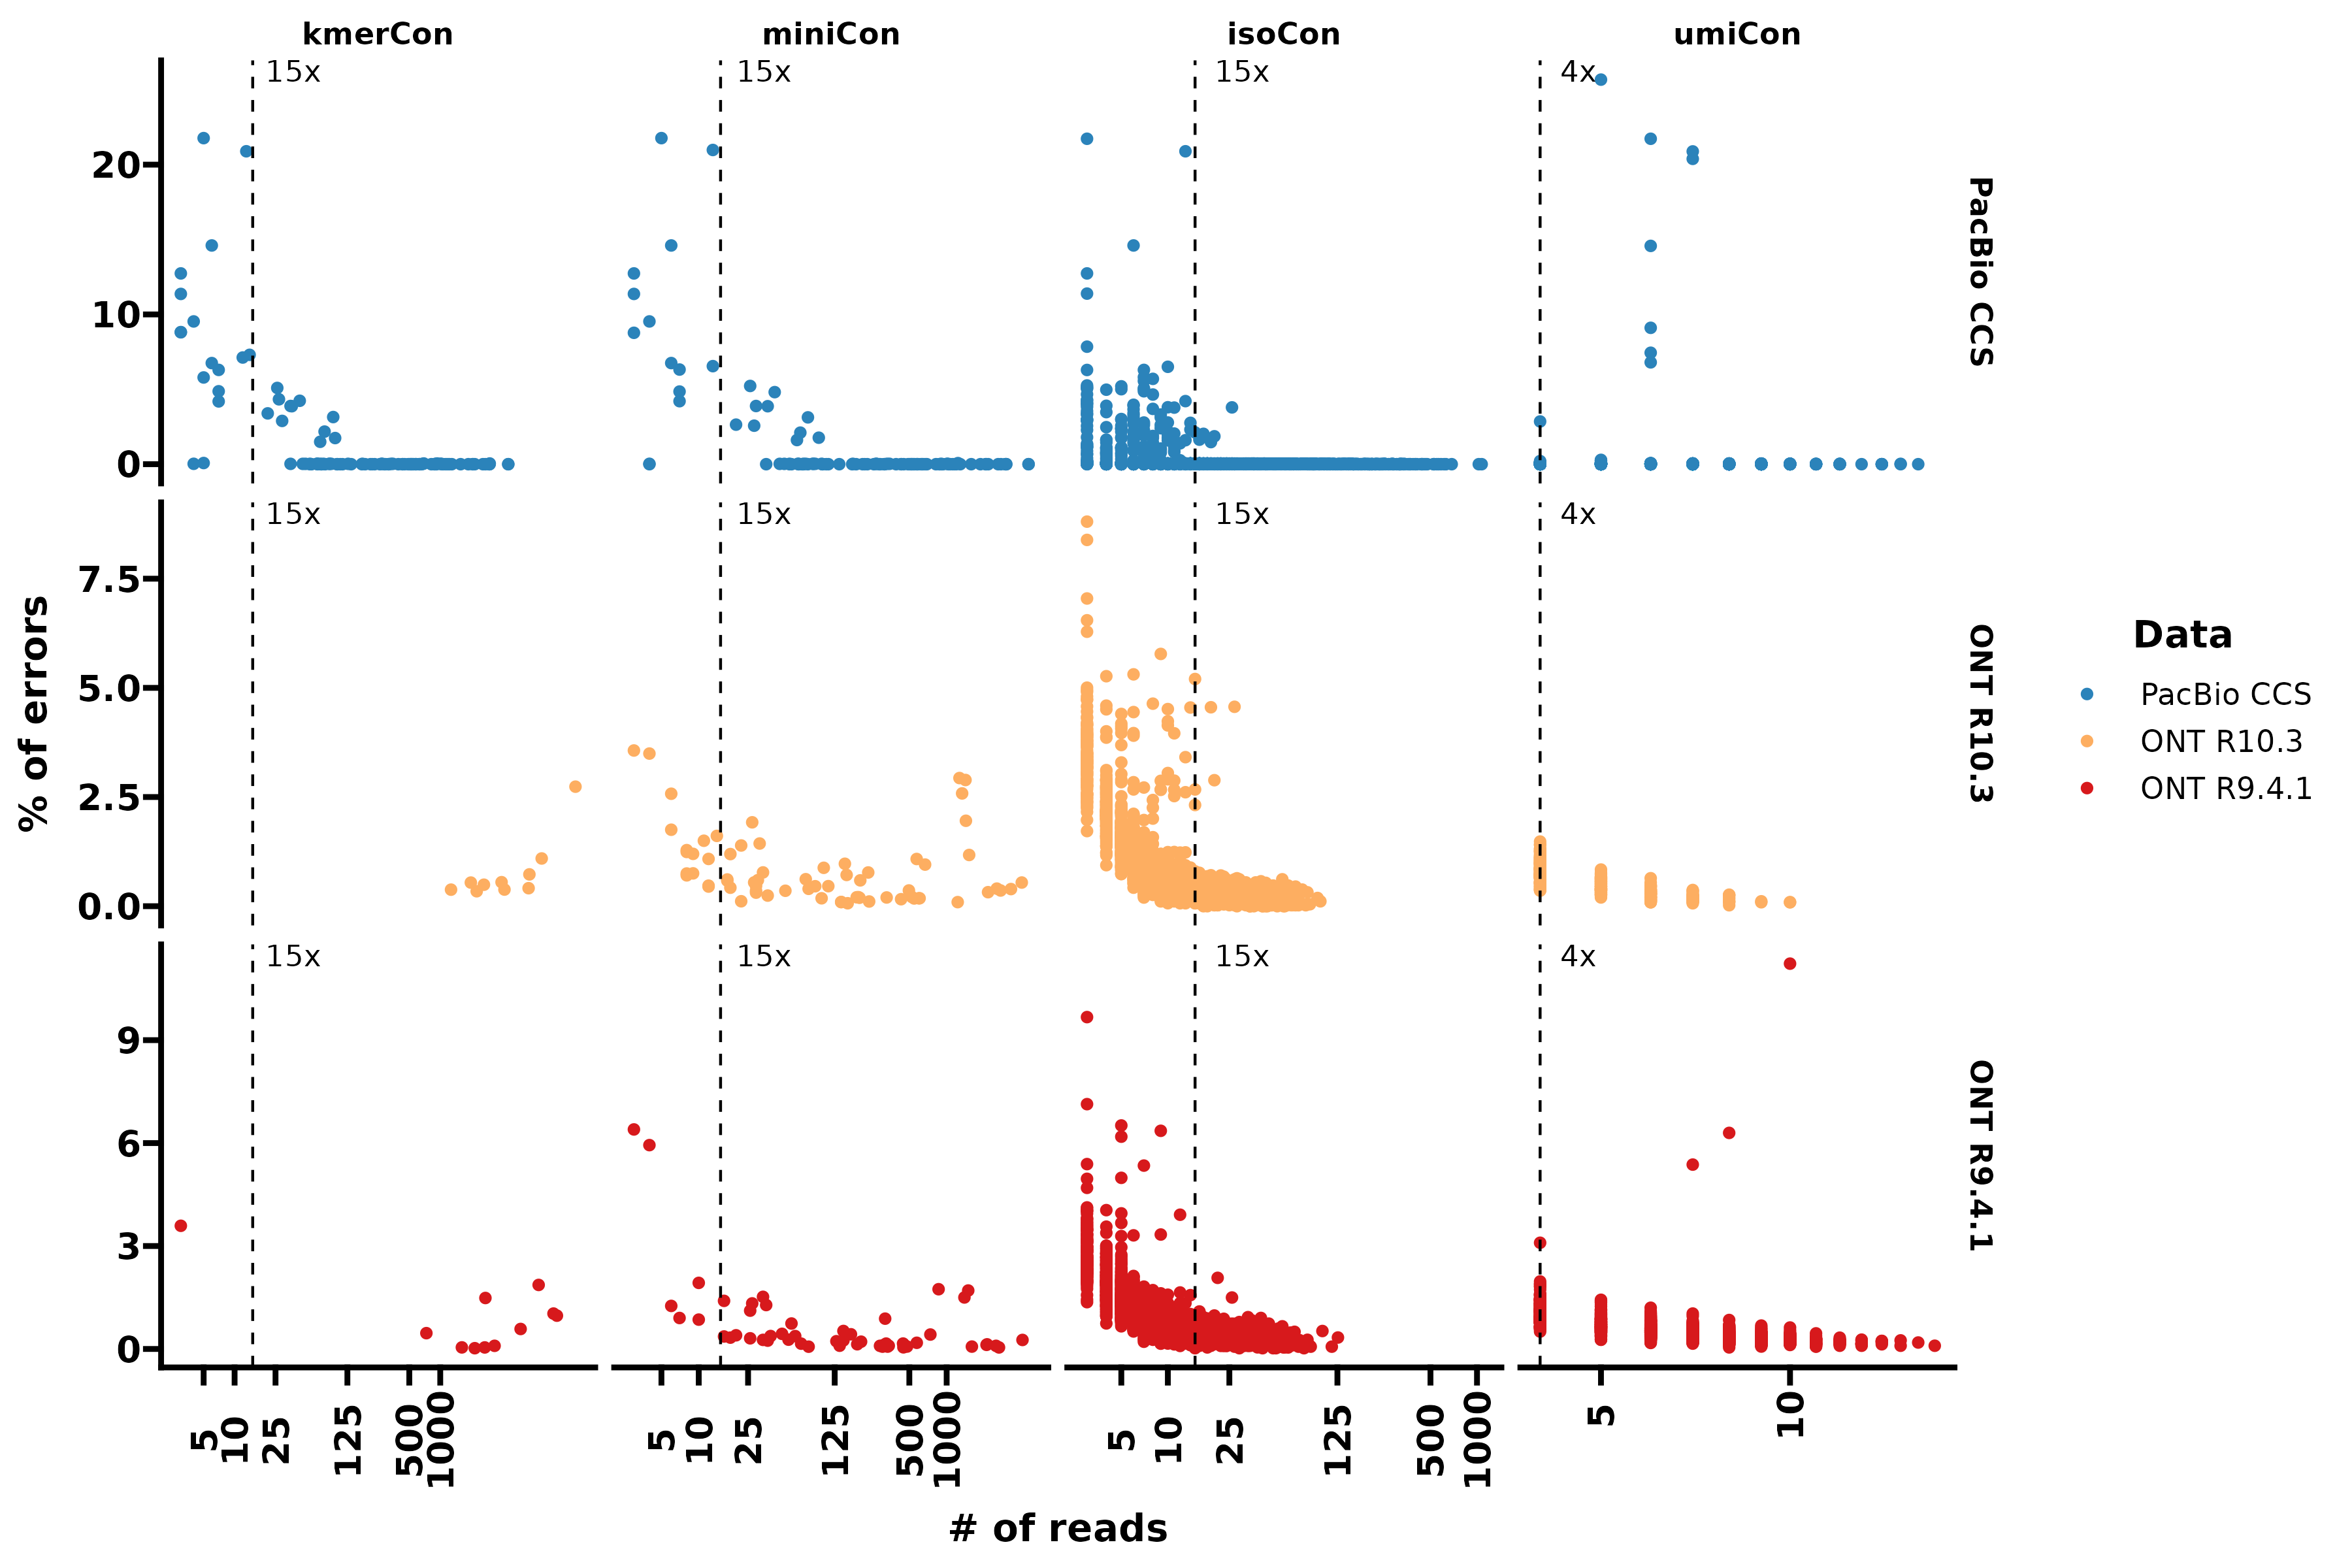 kmerCon miniCon isoCon umiCon
15x 15x 15x 4x
20
10
0
PacBio CCS
15x 15x 15x 4x
7.5
5.0
2.5
0.0
ONT R10.3
15x 15x 15x 4x
9
6
3
0
ONT R9.4.1
% of errors
5 10 25 125 500 1000 5 10 25 125 500 1000 5 10 25 125 500 1000 5 10
# of reads
Data
PacBio CCS
ONT R10.3
ONT R9.4.1